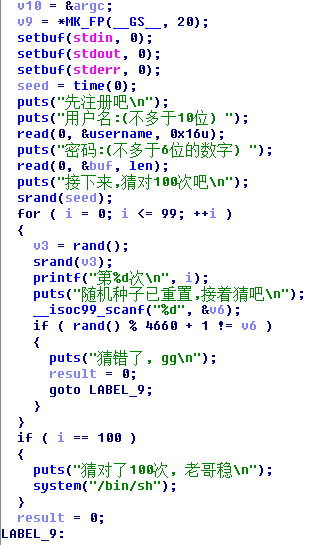 v10 = &argc;
v9 = *MK_FP(__GS__, 20);
setbuf(stdin, 0);
setbuf(stdout, 0);
setbuf(stderr, 0);
seed = time(0);
puts("先注册吧\n");
puts("用户名:(不多于10位) ");
read(0, &username, 0x16u);
puts("密码:(不多于6位的数字) ");
read(0, &buf, len);
puts("接下来,猜对100次吧\n");
srand(seed);
for ( i = 0; i <= 99; ++i )
{
v3 = rand();
srand(v3);
printf("第%d次\n", i);
puts("随机种子已重置,接着猜吧\n");
__isoc99_scanf("%d", &v6);
if ( rand() % 4660 + 1 != v6 )
{
puts("猜错了，gg\n");
result = 0;
goto LABEL_9;
}
}
if ( i == 100 )
{
puts("猜对了100次，老哥稳\n");
system("/bin/sh");
}
result = 0;
LABEL_9: